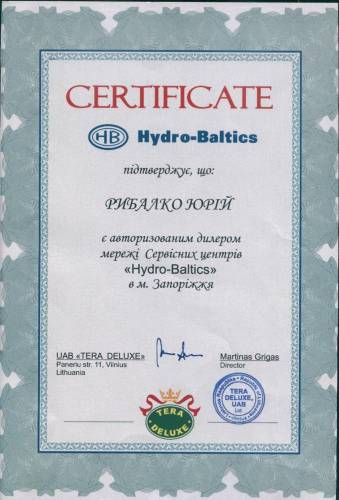 CERTIFICATE
HB Hydro-Baltics
підтверджує, що:
РИБАЛКО ЮРІЙ
є авторизованим дилером
мережі Сервісних центрів
«Hydro-Baltics»
в м. Запоріжжя
UAB «TERA DELUXE»
Paneriu str. 11, Vilnius
Lithuania
Martinas Grigas
Director
TERA
DELUXE
TERA
DELUXE,
UAB
Ltd